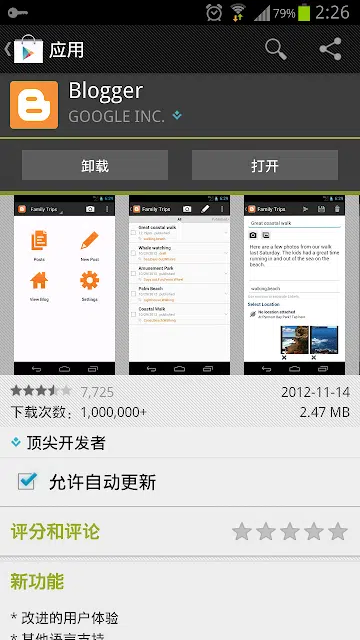 79% 2:26
应用
Blogger
GOOGLE INC.
卸载
打开
Family Trips
Posts
New Post
View Blog
Settings
Family Trips
All
Great coastal walk
walking beach
Whale watching
Amusement Park
Palm Beach
Coastal Walk
Family Trips
Great coastal walk
Here are a few photos from our walk
last Saturday. The kids had a great time
running in and out of the sea on the
beach.
walkingbeach
Select Location
No location attached
7,725
2012-11-14
下载次数：1,000,000+
2.47 MB
顶尖开发者
允许自动更新
评分和评论
新功能
* 改进的用户体验
* 其他语言支持